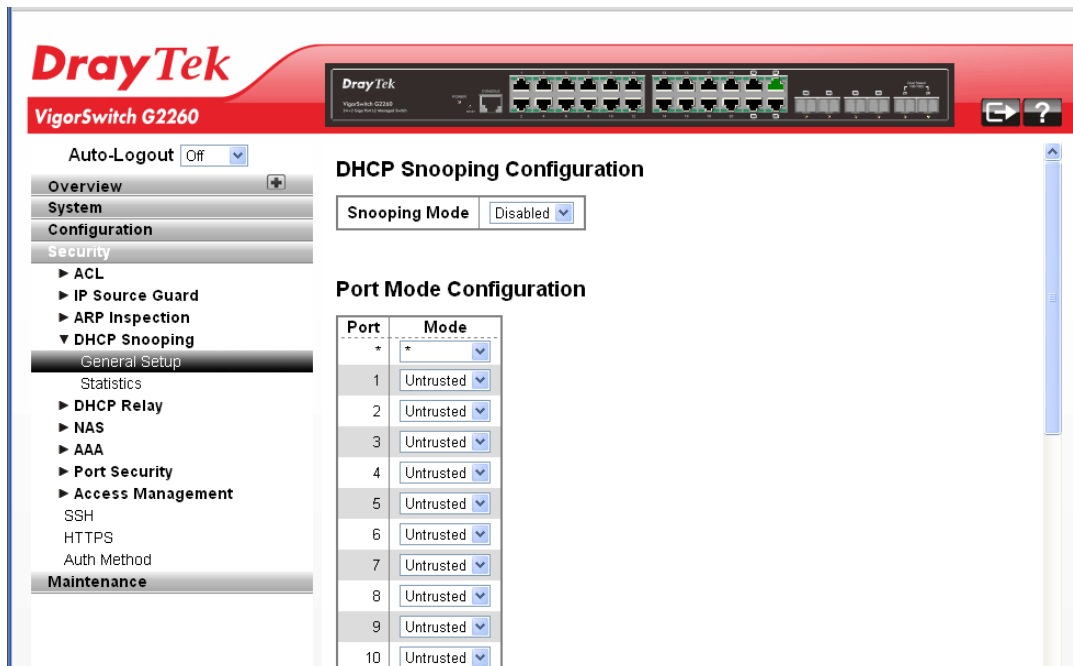 DrayTek
VigorSwitch G2260
DrayTek
VigorSwitch G2260
POWER
CONSOLE
Auto-Logout Off
Overview
System
Configuration
Security
ACL
IP Source Guard
ARP Inspection
DHCP Snooping
General Setup
Statistics
DHCP Relay
NAS
AAA
Port Security
Access Management
SSH
HTTPS
Auth Method
Maintenance
?
DHCP Snooping Configuration
Snooping Mode Disabled
Port Mode Configuration
Port Mode
* *
1 Untrusted
2 Untrusted
3 Untrusted
4 Untrusted
5 Untrusted
6 Untrusted
7 Untrusted
8 Untrusted
9 Untrusted
10 Untrusted